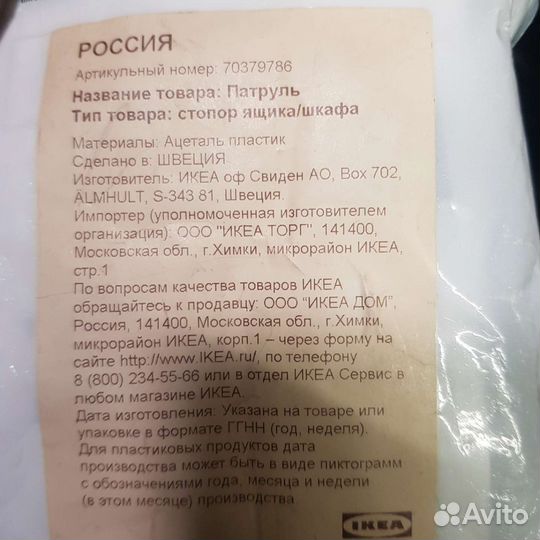 РОССИЯ
Артикульный номер: 70379786
Название товара: Патруль
Тип товара: стопор ящика/шкафа
Материалы: Ацеталь пластик
Сделано в: ШВЕЦИЯ
Изготовитель: ИКЕА оф Свиден АО, Box 702,
ÄLMHULT, S-343 81, Швеция.
Импортер (уполномоченная изготовителем
организация): ООО "ИКЕА ТОРГ", 141400,
Московская обл., г.Химки, микрорайон ИКЕА,
стр.1
По вопросам качества товаров ИКЕА
обращайтесь к продавцу: ООО "ИКЕА ДОМ",
Россия, 141400, Московская обл., г.Химки,
микрорайон ИКЕА, корп.1 – через форму на
сайте http://www.IKEA.ru/, по телефону
8 (800) 234-55-66 или в отдел ИКЕА Сервис в
любом магазине ИКЕА.
Дата изготовления: Указана на товаре или
упаковке в формате ГГНН (год, неделя).
Для пластиковых продуктов дата
производства может быть в виде пиктограмм
с обозначениями года, месяца и недели
(в этом месяце) производства.
IKEA
Avito